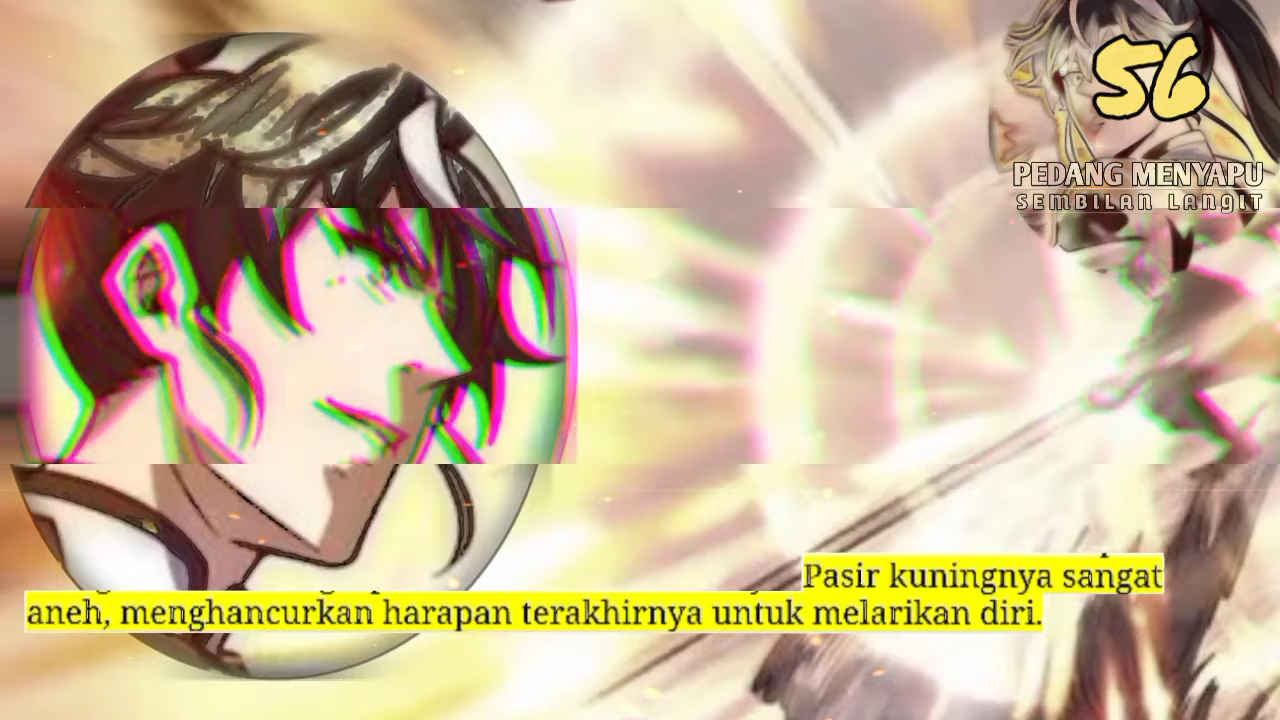 56
PEDANG MENYAPU
SEMBILAN LANGIT
Pasir kuningnya sangat
aneh, menghancurkan harapan terakhirnya untuk melarikan diri.